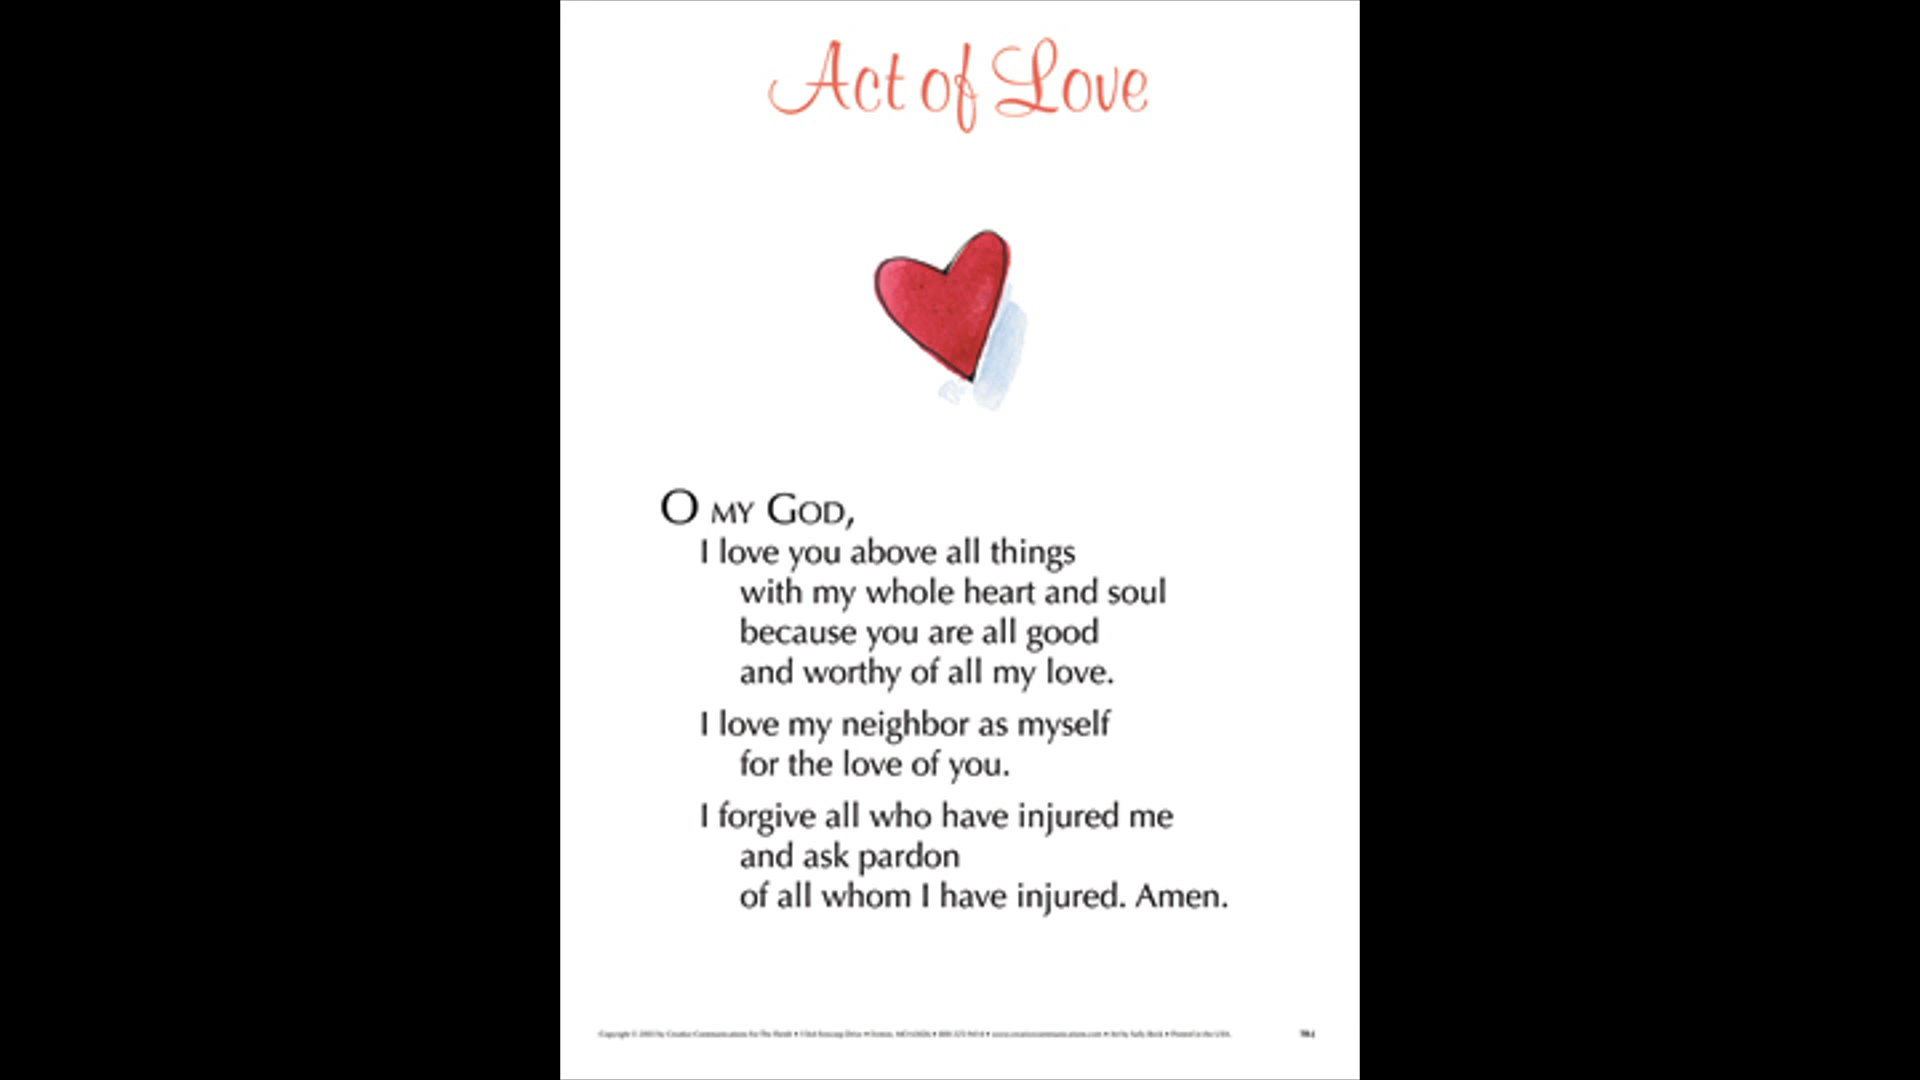 Act of Love
O MY GOD,
I love you above all things
with my whole heart and soul
because you are all good
and worthy of all my love.
I love my neighbor as myself
for the love of you.
I forgive all who have injured me
and ask pardon
of all whom I have injured. Amen.